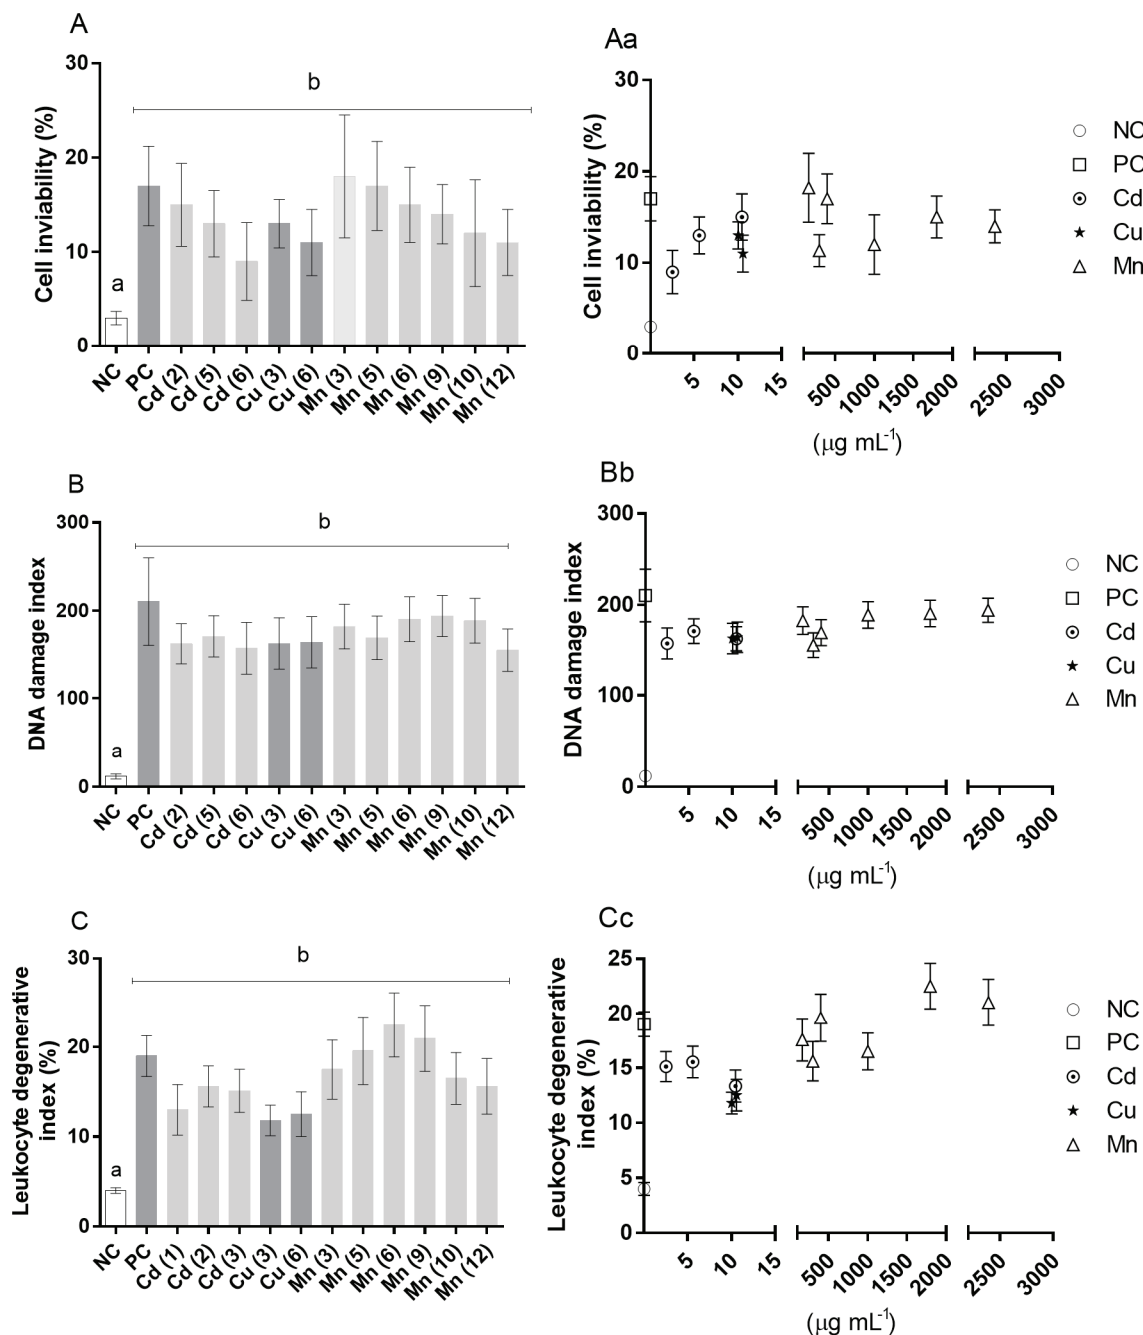 A
Cell inviability (%)
30
20
10
0
a
b
NC
PC
Cd (2)
Cd (5)
Cd (6)
Cu (3)
Cu (6)
Mn (3)
Mn (5)
Mn (6)
Mn (9)
Mn (10)
Mn (12)
Aa
Cell inviability (%)
30
20
10
0
5
10
15
500
1000
1500
2000
2500
3000
(μg mL-1)
NC
PC
Cd
Cu
Mn
B
DNA damage index
300
200
100
0
a
b
NC
PC
Cd (2)
Cd (5)
Cd (6)
Cu (3)
Cu (6)
Mn (3)
Mn (5)
Mn (6)
Mn (9)
Mn (10)
Mn (12)
Bb
DNA damage index
300
200
100
0
5
10
15
500
1000
1500
2000
2500
3000
(μg mL-1)
NC
PC
Cd
Cu
Mn
C
Leukocyte degenerative
index (%)
30
20
10
0
a
b
NC
PC
Cd (1)
Cd (2)
Cd (3)
Cu (3)
Cu (6)
Mn (3)
Mn (5)
Mn (6)
Mn (9)
Mn (10)
Mn (12)
Cc
Leukocyte degenerative
index (%)
25
20
15
10
5
0
5
10
15
500
1000
1500
2000
2500
3000
(μg mL-1)
NC
PC
Cd
Cu
Mn